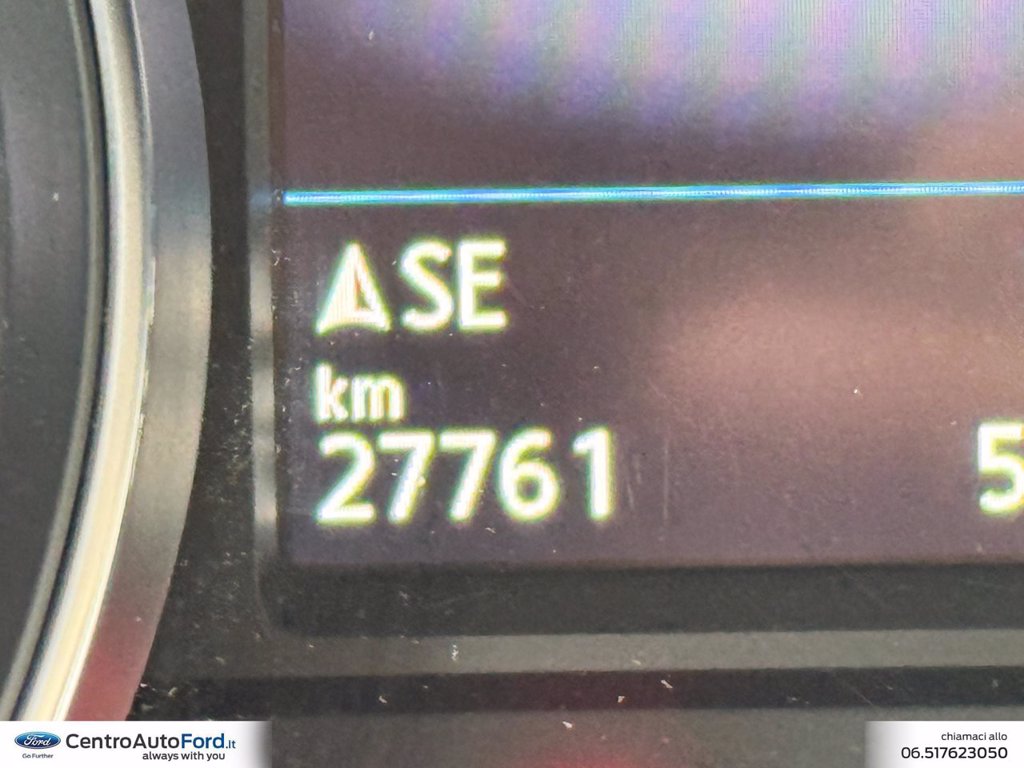 SE
km
27761
5
Ford
Go Further
CentroAutoFord.it
always with you
chiamaci allo
06.517623050